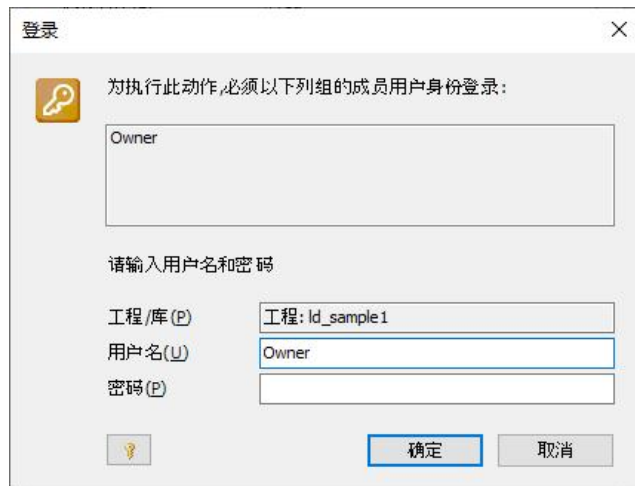 登录
为执行此动作,必须以下列组的成员用户身份登录:
Owner
请输入用户名和密码
工程/库(P) 工程: ld_sample1
用户名(U) Owner
密码(P)
确定 取消